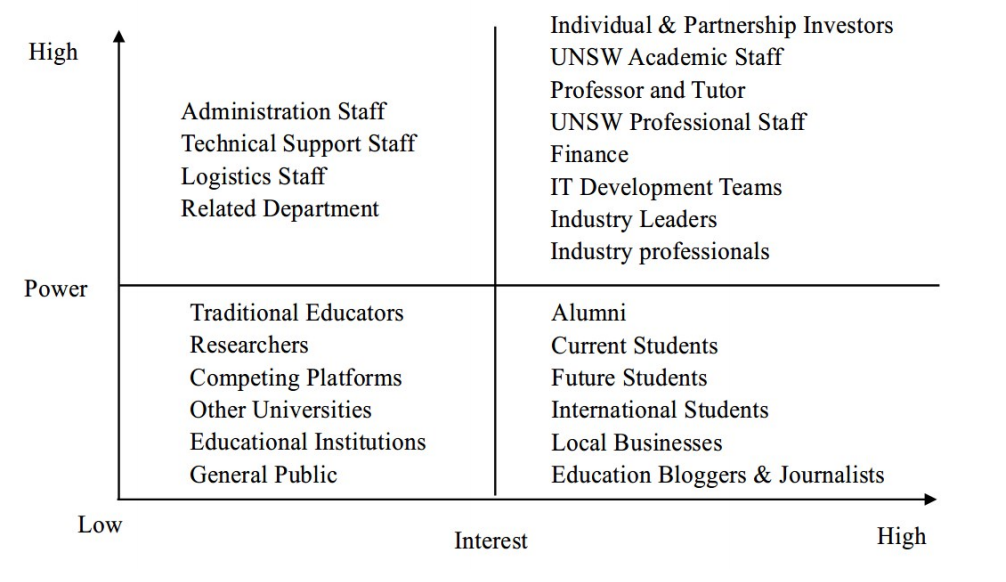 High
Administration Staff
Technical Support Staff
Logistics Staff
Related Department
Individual & Partnership Investors
UNSW Academic Staff
Professor and Tutor
UNSW Professional Staff
Finance
IT Development Teams
Industry Leaders
Industry professionals
Power
Traditional Educators
Researchers
Competing Platforms
Other Universities
Educational Institutions
General Public
Alumni
Current Students
Future Students
International Students
Local Businesses
Education Bloggers & Journalists
Low
Interest
High